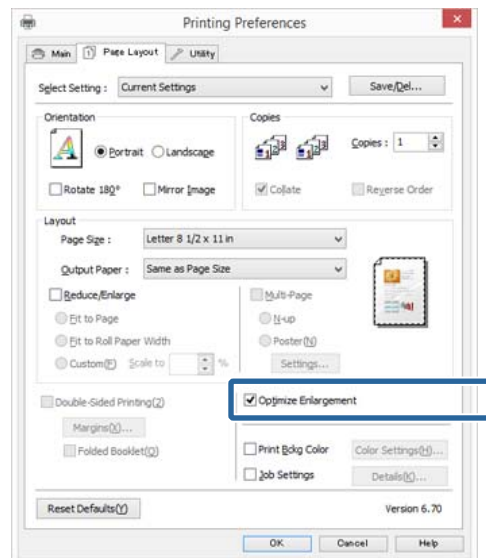 Printing Preferences
Main
Page Layout
Utility
Select Setting : Current Settings Save/Del...
Orientation
Portrait Landscape
Rotate 180° Mirror Image
Copies
Copies : 1
Collate Reverse Order
Layout
Page Size : Letter 8 1/2 x 11 in
Output Paper : Same as Page Size
Reduce/Enlarge
Fit to Page
Fit to Roll Paper Width
Custom(F) Scale to %
Multi-Page
N-up
Poster(N)
Settings...
Double-Sided Printing(2)
Margins(X)...
Folded Booklet(Q)
Optimize Enlargement
Print Bckg Color Color Settings(H)...
Job Settings Details(K)...
Reset Defaults(Y) Version 6.70
OK Cancel Help